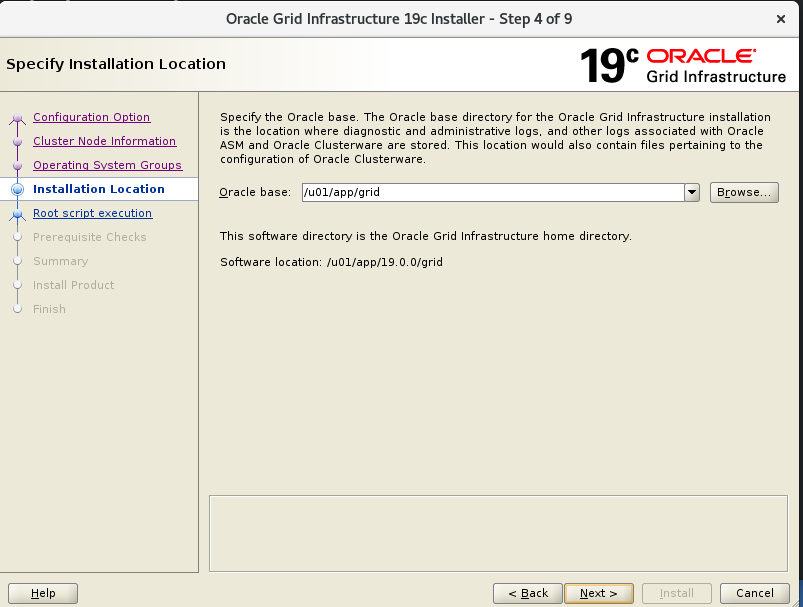 Oracle Grid Infrastructure 19c Installer - Step 4 of 9
Specify Installation Location
19c ORACLE
Grid Infrastructure
Configuration Option
Cluster Node Information
Operating System Groups
Installation Location
Root script execution
Prerequisite Checks
Summary
Install Product
Finish
Specify the Oracle base. The Oracle base directory for the Oracle Grid Infrastructure installation
is the location where diagnostic and administrative logs, and other logs associated with Oracle
ASM and Oracle Clusterware are stored. This location would also contain files pertaining to the
configuration of Oracle Clusterware.
Oracle base: /u01/app/grid Browse...
This software directory is the Oracle Grid Infrastructure home directory.
Software location: /u01/app/19.0.0/grid
Help < Back Next > Install Cancel